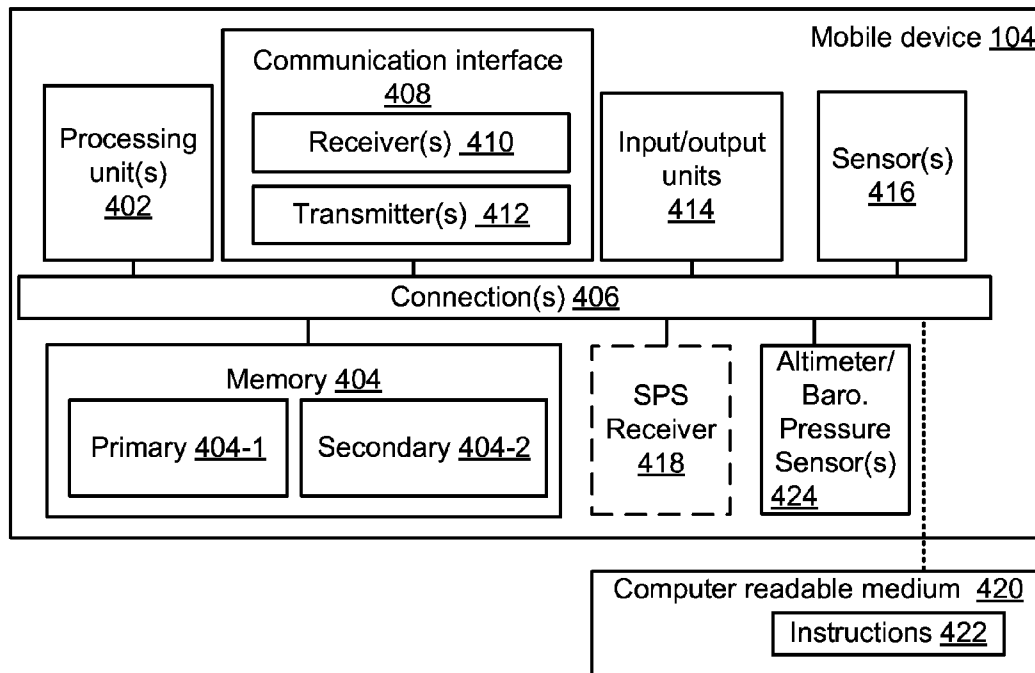 Mobile device 104
Communication interface
408
Receiver(s) 410
Transmitter(s) 412
Processing
unit(s)
402
Input/output
units
414
Sensor(s)
416
Connection(s) 406
Memory 404
Primary 404-1
Secondary 404-2
SPS
Receiver
418
Altimeter/
Baro.
Pressure
Sensor(s)
424
Computer readable medium 420
Instructions 422